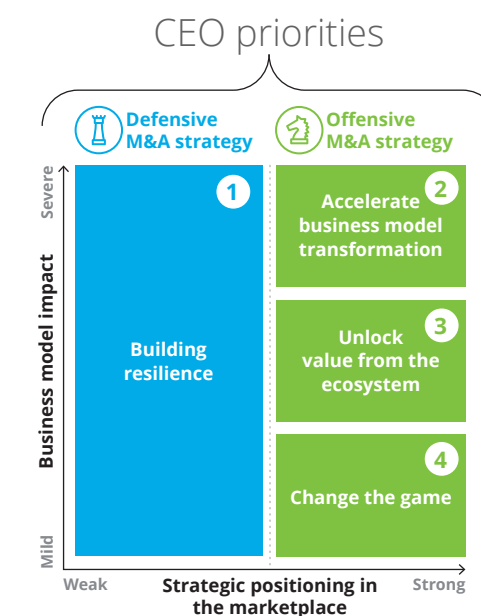 CEO priorities
Defensive
M&A strategy
Offensive
M&A strategy
Severe
Business model impact
Mild
1
Building
resilience
2
Accelerate
business model
transformation
3
Unlock
value from the
ecosystem
4
Change the game
Weak
Strategic positioning in
the marketplace
Strong